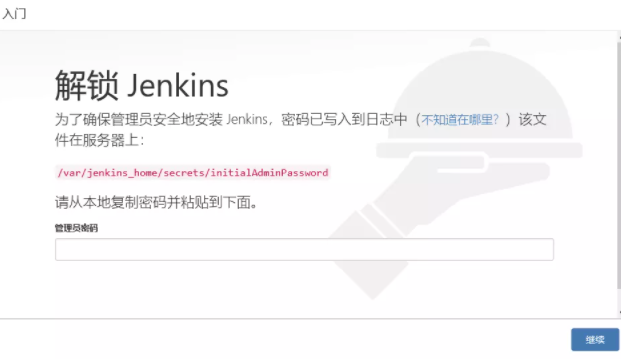 入门
解锁 Jenkins
为了确保管理员安全地安装 Jenkins，密码已写入到日志中（不知道在哪里？）该文
件在服务器上：
/var/jenkins_home/secrets/initialAdminPassword
请从本地复制密码并粘贴到下面。
管理员密码
继续